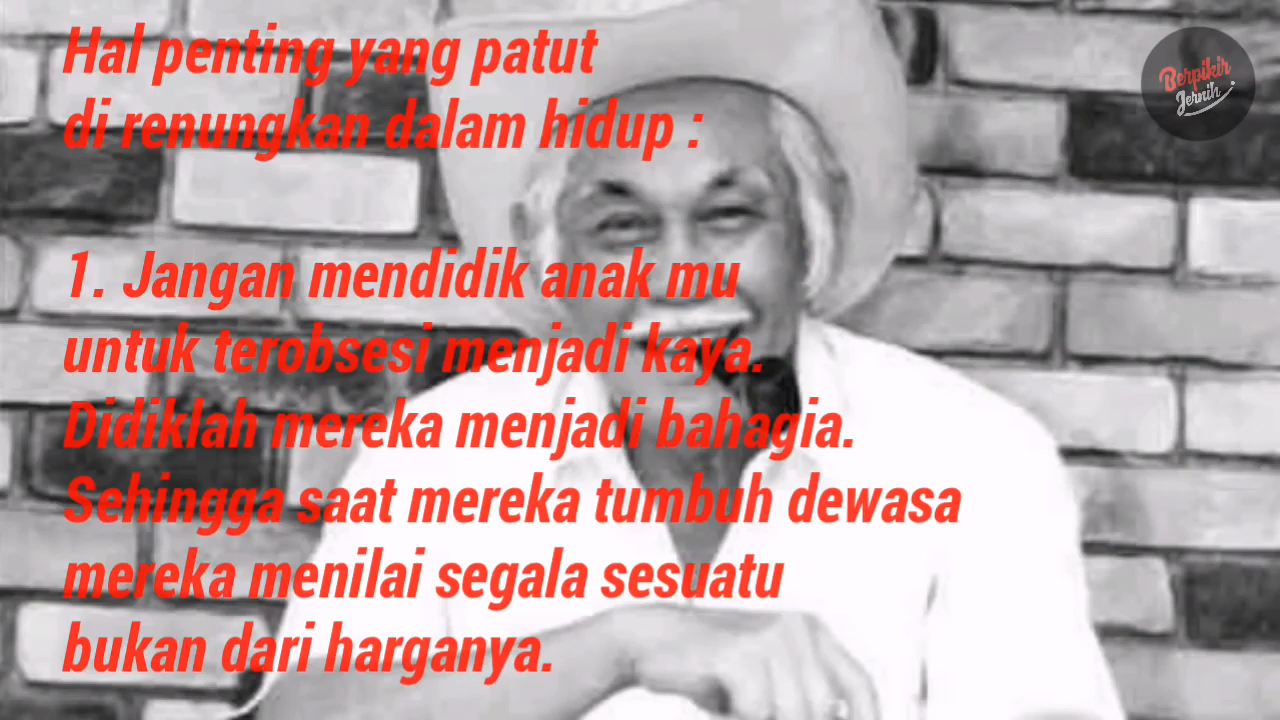 Hal penting yang patut
di renungkan dalam hidup :
1. Jangan mendidik anak mu
untuk terobsesi menjadi kaya.
Didiklah mereka menjadi bahagia.
Sehingga saat mereka tumbuh dewasa
mereka menilai segala sesuatu
bukan dari harganya.
Berpikir
Jernih